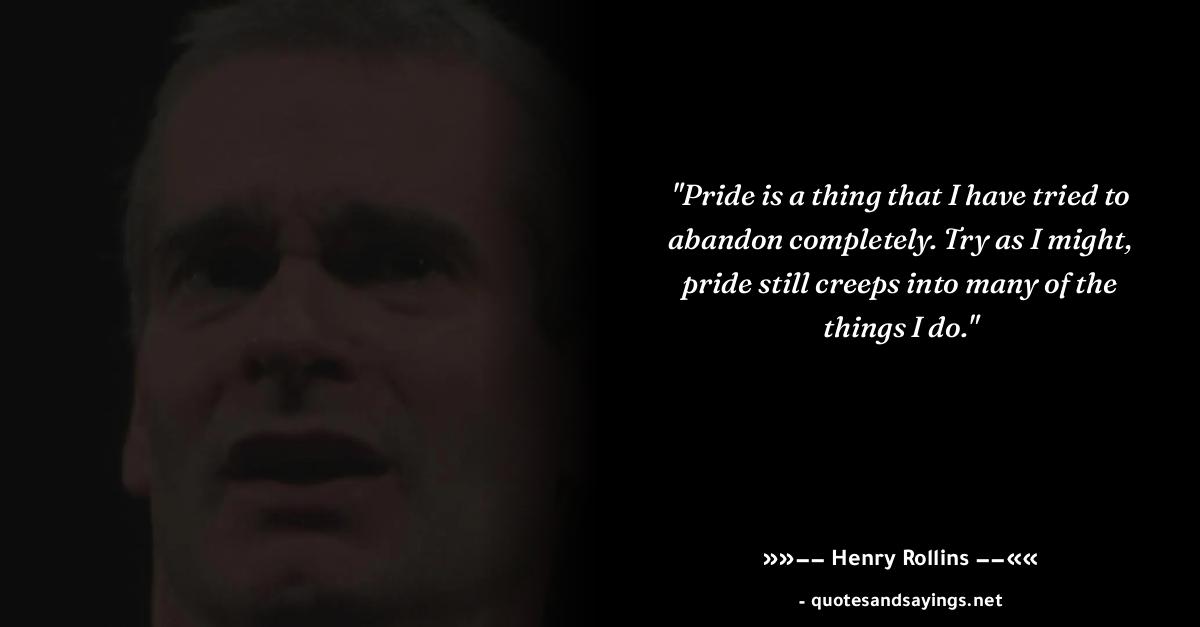 "Pride is a thing that I have tried to
abandon completely. Try as I might,
pride still creeps into many of the
things I do."
»»−− Henry Rollins −−««
- quotesandsayings.net